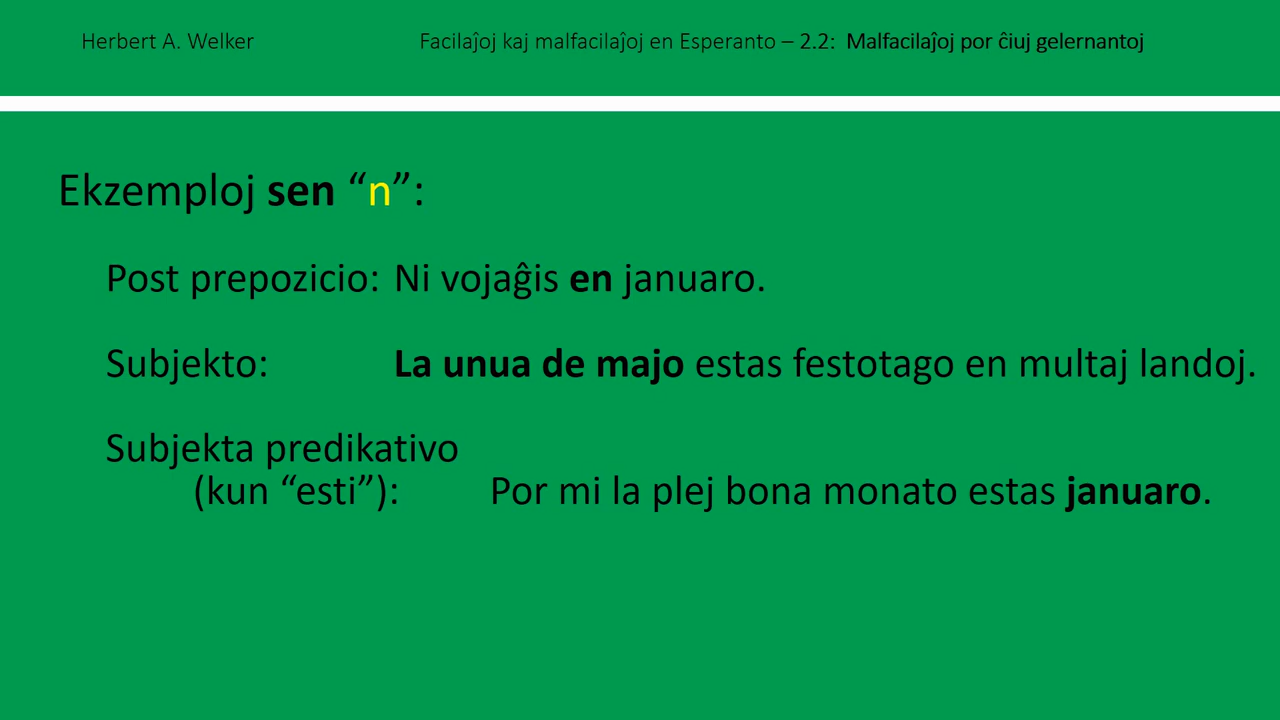 Herbert A. Welker Facilaĵoj kaj malfacilaĵoj en Esperanto – 2.2: Malfacilaĵoj por ĉiuj gelernantoj
Ekzemploj sen “n”:
Post prepozicio: Ni vojaĝis en januaro.
Subjekto: La unua de majo estas festotago en multaj landoj.
Subjekta predikativo
(kun “esti”): Por mi la plej bona monato estas januaro.